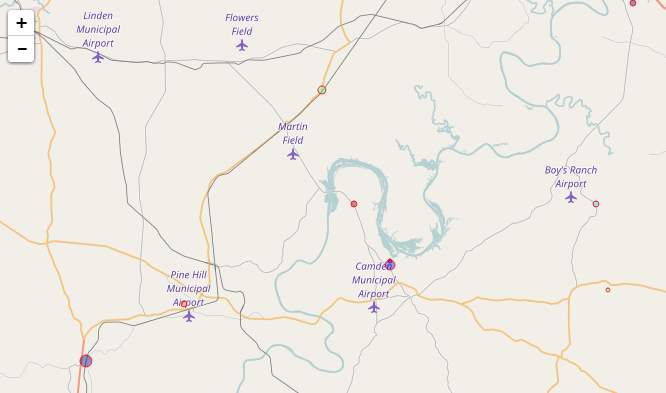 +
−
Linden
Municipal
Airport
Flowers
Field
Martin
Field
Boy's Ranch
Airport
Camden
Municipal
Airport
Pine Hill
Municipal
Airport